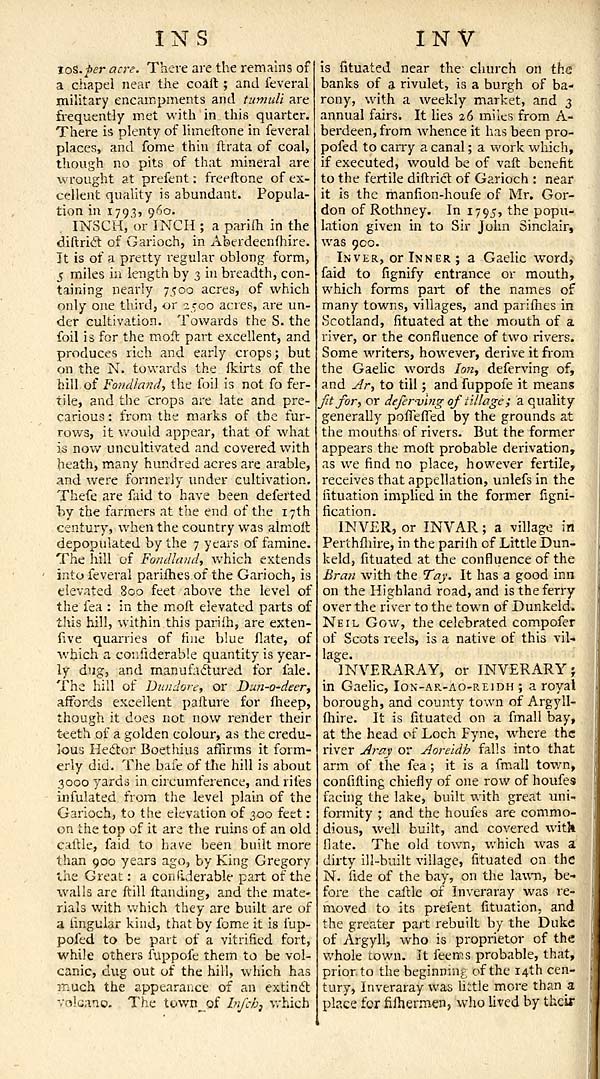 INS
10s. per acre. There are the remains of
a chapel near the coaſt; and ſeveral
military encampments and tumuli are
frequently met with in this quarter.
There is plenty of limeſtone in ſeveral
places, and ſome thin ſtrata of coal,
though no pits of that mineral are
wrought at preſent: freeſtone of ex-
cellent quality is abundant. Popula-
tion in 1793, 960.
INSCH, or INCH; a pariſh in the
diſtrict of Garioch, in Aberdeenſhire.
It is of a pretty regular oblong form,
5 miles in length by 3 in breadth, con-
taining nearly 7500 acres, of which
only one third, or 2500 acres, are un-
der cultivation. Towards the S. the
ſoil is for the moſt part excellent, and
produces rich and early crops; but
on the N. towards the ſkirts of the
hill of Fondland, the ſoil is not ſo fer-
tile, and the crops are late and pre-
carious: from the marks of the fur-
rows, it would appear, that of what
is now uncultivated and covered with
heath, many hundred acres are arable,
and were formerly under cultivation.
Theſe are ſaid to have been deſerted
by the farmers at the end of the 17th
century, when the country was almoſt
depopulated by the 7 years of famine.
The hill of Fondland, which extends
into ſeveral pariſhes of the Garioch, is
elevated 800 feet above the level of
the ſea: in the moſt elevated parts of
this hill, within this pariſh, are exten-
ſive quarries of fine blue ſlate, of
which a conſiderable quantity is year-
ly dug, and manufactured for ſale.
The hill of Dundore, or Dun-o-deer,
affords excellent paſture for ſheep,
though it does not now render their
teeth of a golden colour, as the credu-
lous Hector Boethius affirms it form-
erly did. The baſe of the hill is about
3000 yards in circumference, and riſes
inſulated from the level plain of the
Garioch, to the elevation of 300 feet:
on the top of it are the ruins of an old
caſtle, ſaid to have been built more
than 900 years ago, by King Gregory
the Great: a conſiderable part of the
walls are ſtill ſtanding, and the mate-
rials with which they are built are of
a ſingular kind, that by ſome it is ſup-
poſed to be part of a vitrified fort,
while others ſuppoſe them to be vol-
canic, dug out of the hill, which has
much the appearance of an extinct
volcano. The town of Inſch, which
INV
is ſituated near the church on the
banks of a rivulet, is a burgh of ba-
rony, with a weekly market, and 3
annual fairs. It lies 26 miles from A-
berdeen, from whence it has been pro-
poſed to carry a canal; a work which,
if executed, would be of vaſt benefit
to the fertile diſtrict of Garioch: near
it is the manſion-houſe of Mr. Gor-
don of Rothney. In 1795, the popu-
lation given in to Sir John Sinclair,
was 900.
INVER, or INNER; a Gaelic word,
ſaid to ſignify entrance or mouth,
which forms part of the names of
many towns, villages, and pariſhes in
Scotland, ſituated at the mouth of a
river, or the confluence of two rivers.
Some writers, however, derive it from
the Gaelic words Ion, deſerving of,
and Ar, to till; and ſuppoſe it means
fit for, or deſerving of tillage; a quality
generally poſſeſſed by the grounds at
the mouths of rivers. But the former
appears the moſt probable derivation,
as we find no place, however fertile,
receives that appellation, unleſs in the
ſituation implied in the former ſigni-
fication.
INVER, or INVAR; a village in
Perthſhire, in the pariſh of Little Dun-
keld, ſituated at the confluence of the
Bran with the Tay. It has a good inn
on the Highland road, and is the ferry
over the river to the town of Dunkeld.
NEIL GOW, the celebrated compoſer
of Scots reels, is a native of this vil-
lage.
INVERARAY, or INVERARY;
in Gaelic, ION-AR-AO-REIDH; a royal
borough, and county town of Argyll-
ſhire. It is ſituated on a ſmall bay,
at the head of Loch Fyne, where the
river Aray or Aoreidh falls into that
arm of the ſea; it is a ſmall town,
conſiſting chiefly of one row of houſes
facing the lake, built with great uni-
formity; and the houſes are commo-
dious, well built, and covered with
ſlate. The old town, which was a
dirty ill-built village, ſituated on the
N. ſide of the bay, on the lawn, be-
fore the caſtle of Inveraray was re-
moved to its preſent ſituation, and
the greater part rebuilt by the Duke
of Argyll, who is proprietor of the
whole town. It ſeems probable, that,
prior to the beginning of the 14th cen-
tury, Inveraray was little more than a
place for fiſhermen, who lived by their